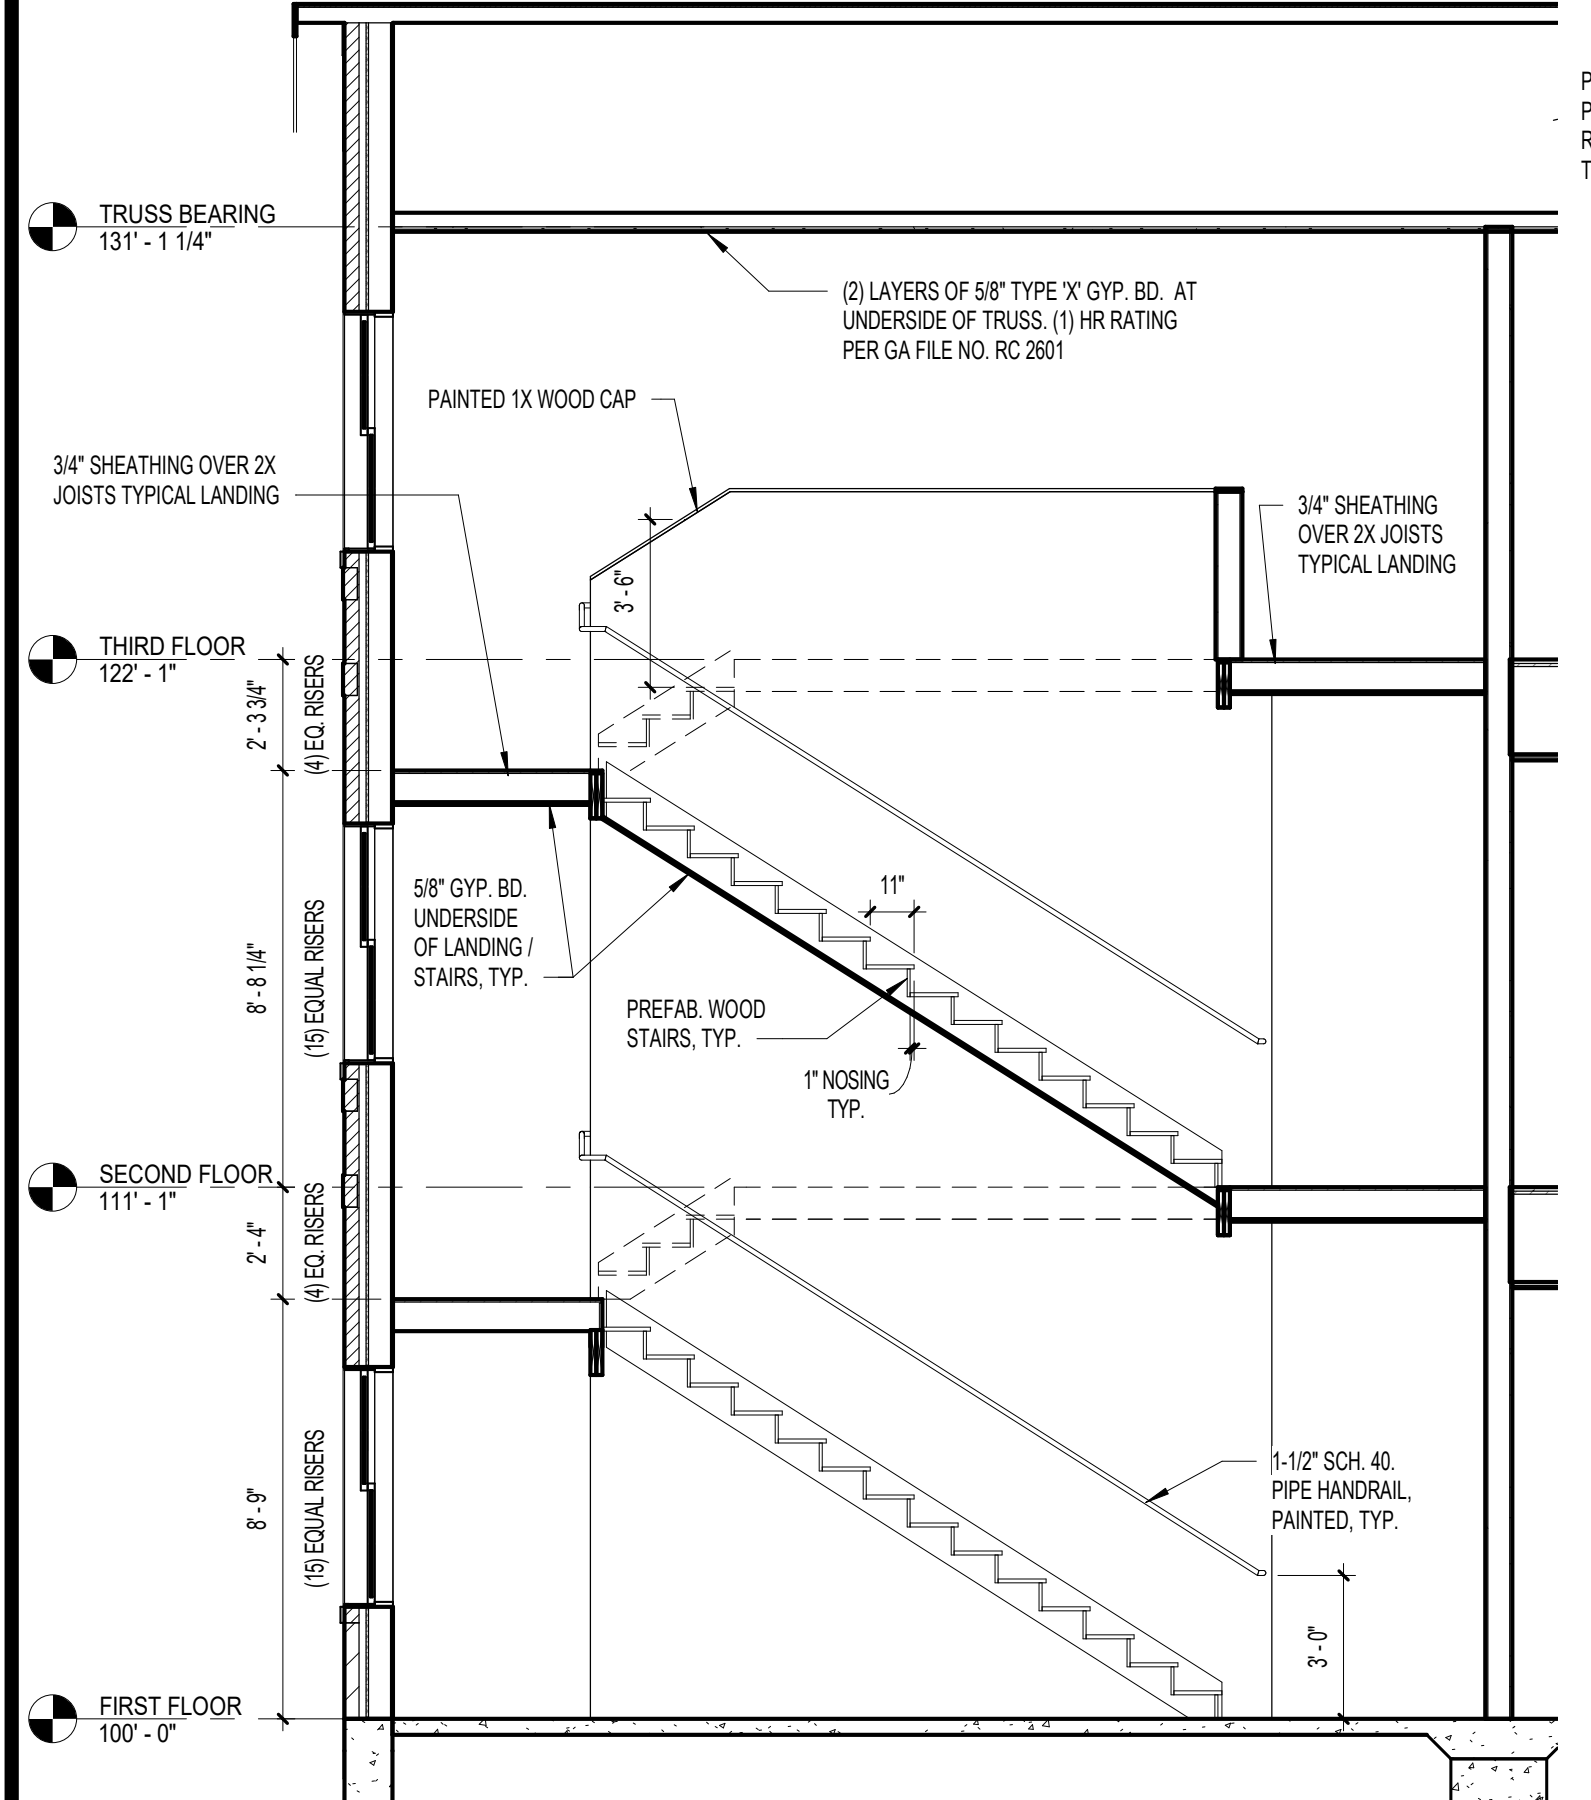 P
P
R
T
TRUSS BEARING
131' - 1 1/4"
(2) LAYERS OF 5/8" TYPE 'X' GYP. BD. AT
UNDERSIDE OF TRUSS. (1) HR RATING
PER GA FILE NO. RC 2601
PAINTED 1X WOOD CAP
3/4" SHEATHING OVER 2X
JOISTS TYPICAL LANDING
3/4" SHEATHING
OVER 2X JOISTS
TYPICAL LANDING
3' - 6"
THIRD FLOOR
122' - 1"
2' - 3 3/4"
(4) EQ. RISERS
5/8" GYP. BD.
UNDERSIDE
OF LANDING /
STAIRS, TYP.
11"
8' - 8 1/4"
(15) EQUAL RISERS
PREFAB. WOOD
STAIRS, TYP.
1" NOSING
TYP.
SECOND FLOOR
111' - 1"
2' - 4"
(4) EQ. RISERS
8' - 9"
(15) EQUAL RISERS
1-1/2" SCH. 40.
PIPE HANDRAIL,
PAINTED, TYP.
3' - 0"
FIRST FLOOR
100' - 0"